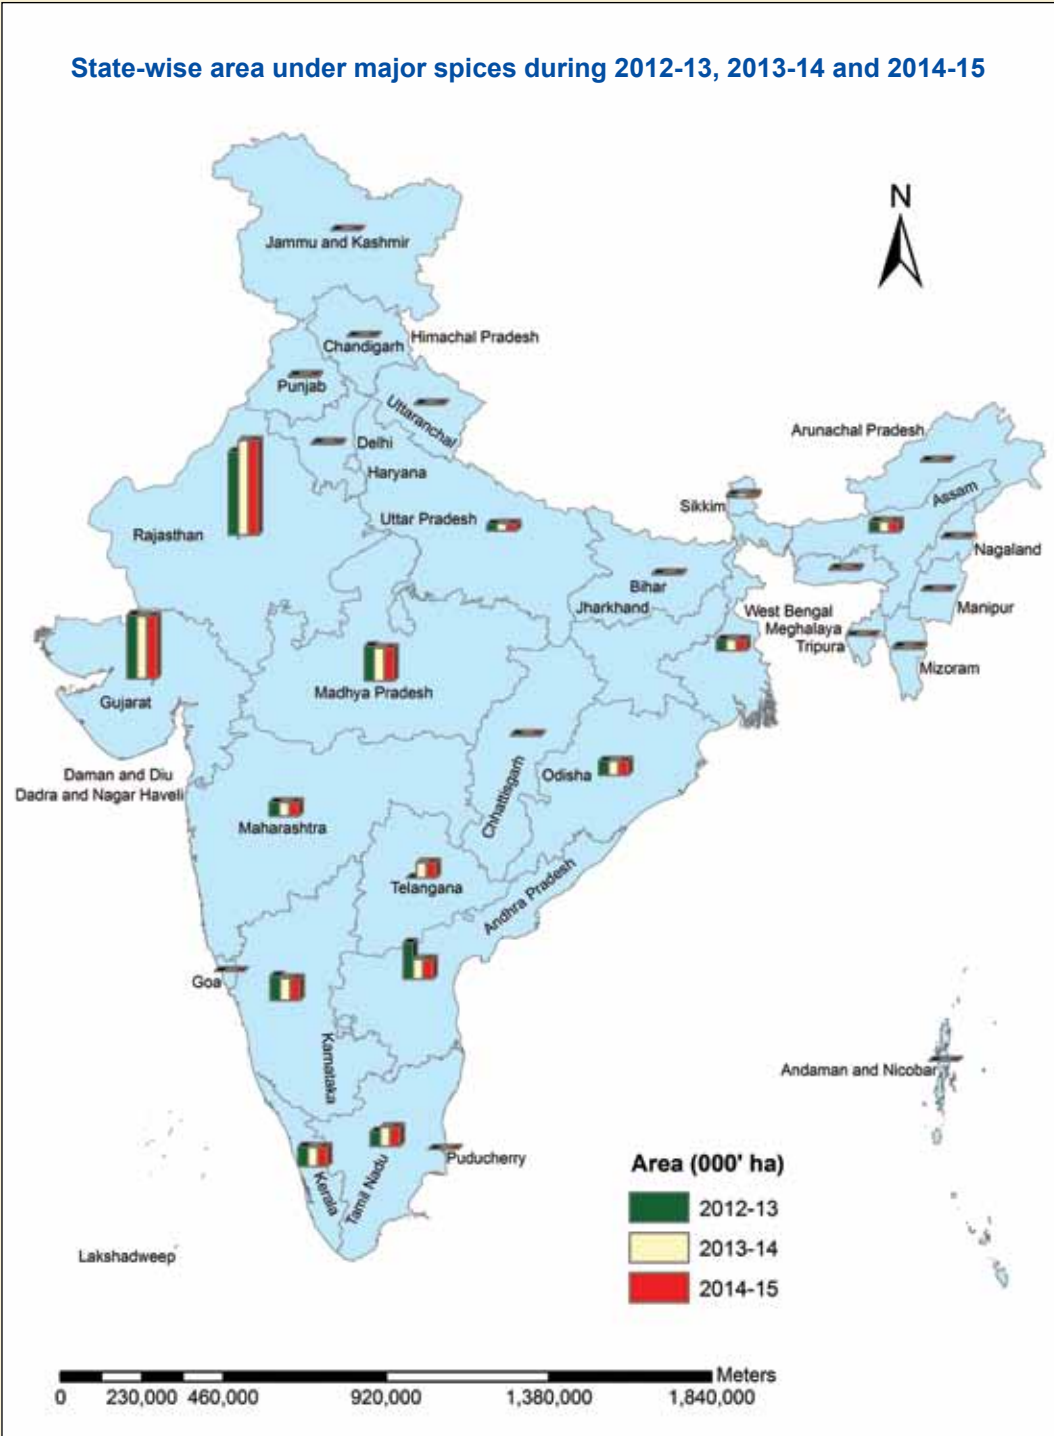 State-wise area under major spices during 2012-13, 2013-14 and 2014-15
N
Jammu and Kashmir
Himachal Pradesh
Chandigarh
Punjab
Uttaranchal
Delhi
Haryana
Arunachal Pradesh
Assam
Sikkim
Nagaland
Rajasthan
Uttar Pradesh
Bihar
Jharkhand
West Bengal
Meghalaya
Tripura
Manipur
Mizoram
Gujarat
Madhya Pradesh
Daman and Diu
Dadra and Nagar Haveli
Chhattisgarh
Odisha
Maharashtra
Telangana
Andhra Pradesh
Goa
Karnataka
Andaman and Nicobar
Puducherry
Kerala
Tamil Nadu
Lakshadweep
Area (000' ha)
2012-13
2013-14
2014-15
Meters
0 230,000 460,000 920,000 1,380,000 1,840,000